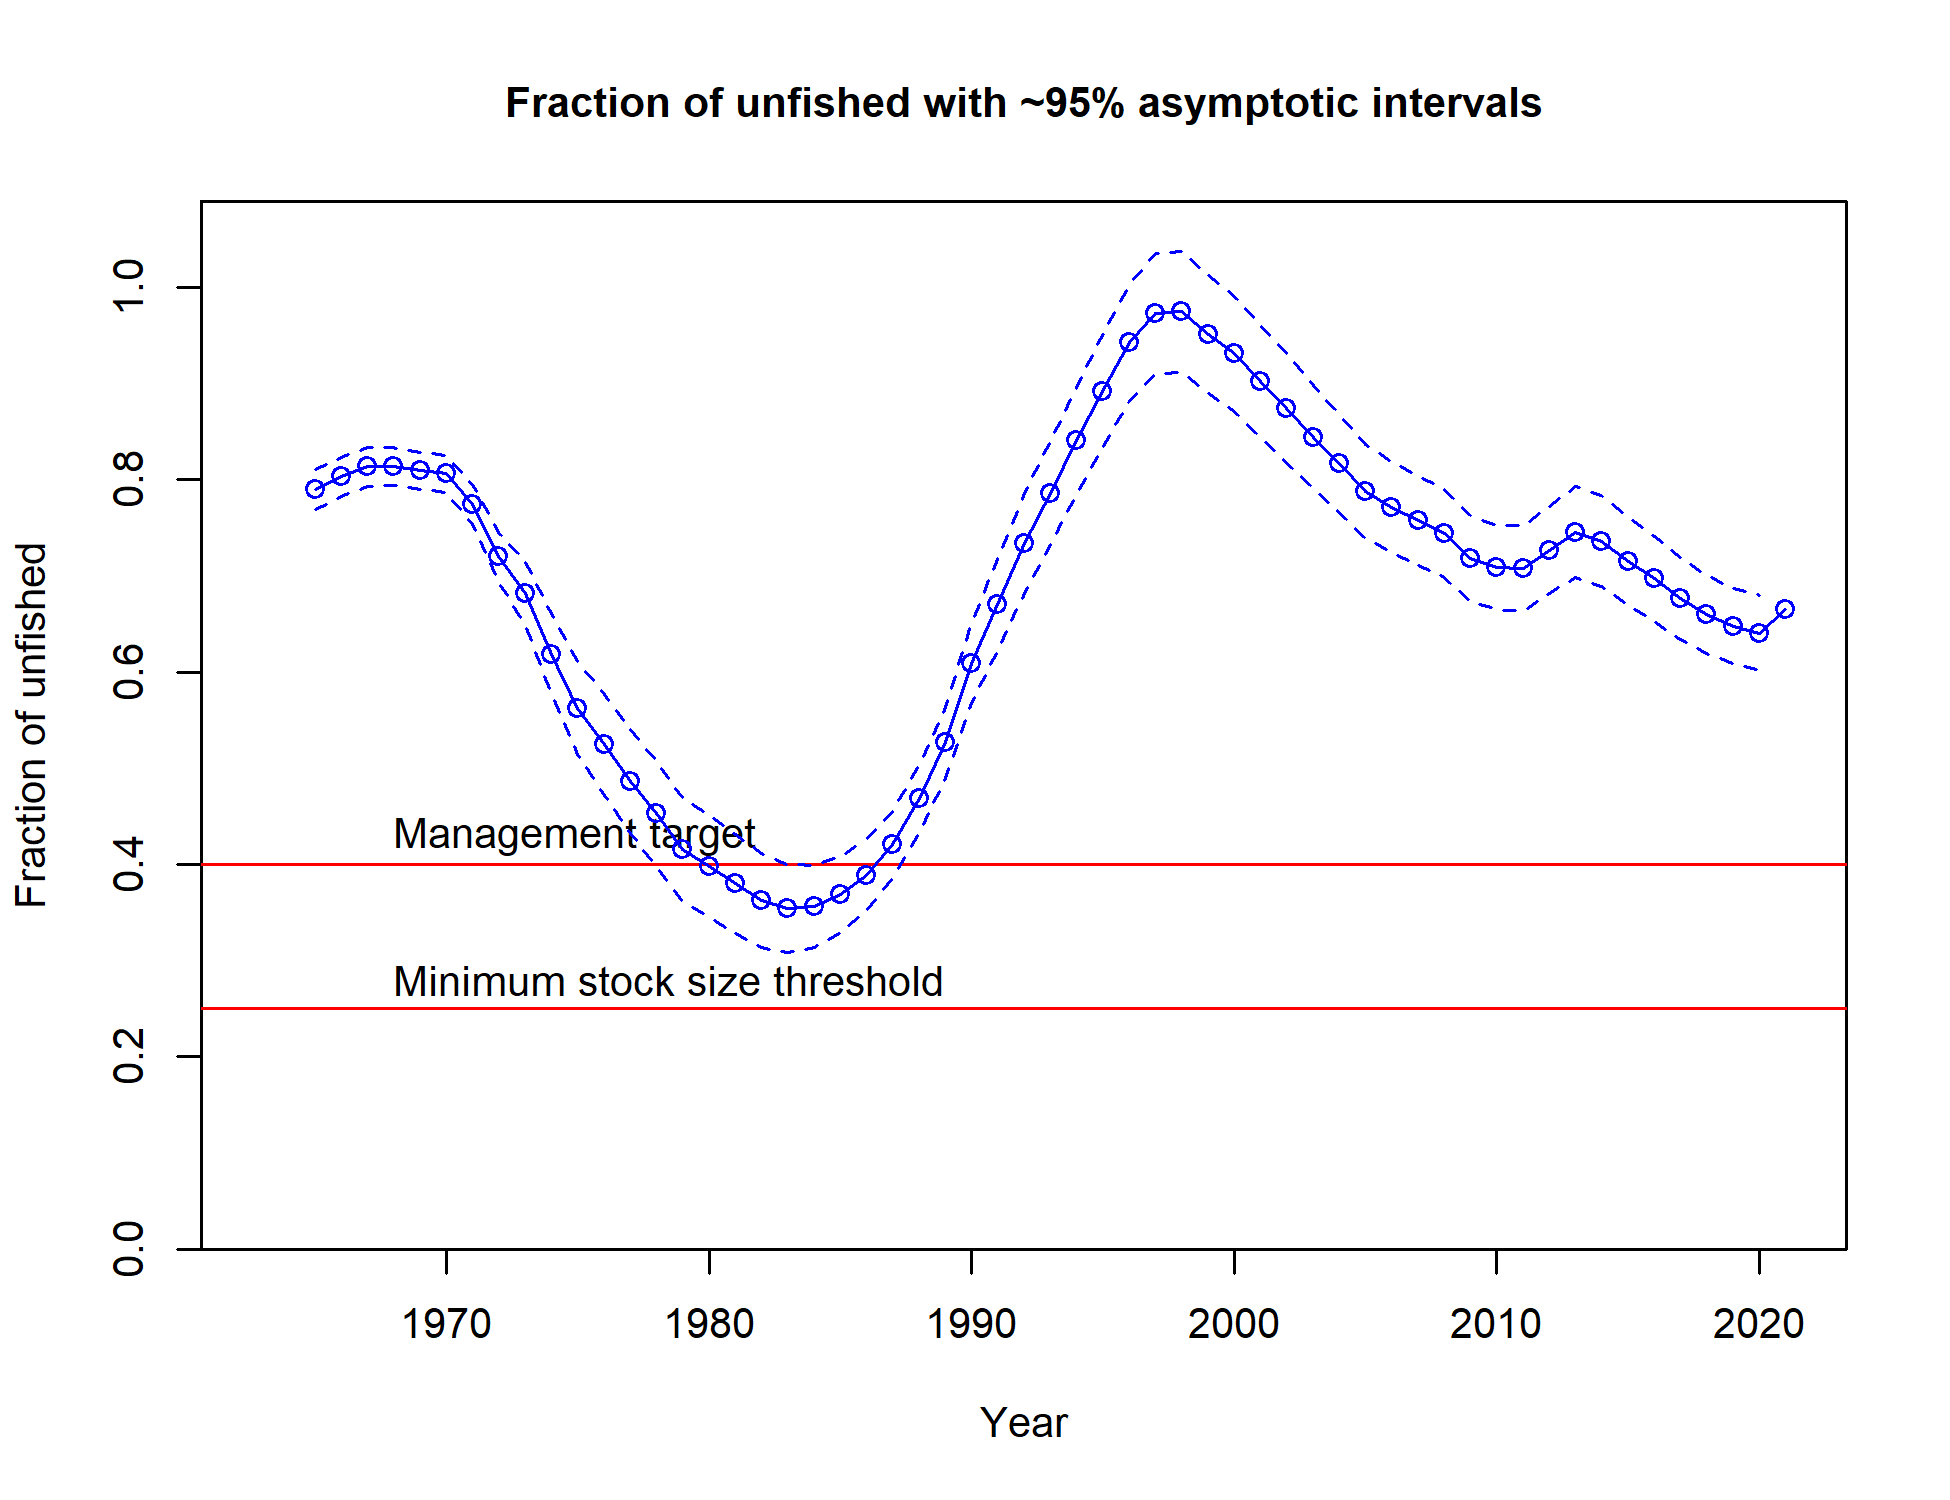 Fraction of unfished with ~95% asymptotic intervals
Fraction of unfished
1.0
0.8
0.6
0.4
0.2
0.0
Management target
Minimum stock size threshold
1970 1980 1990 2000 2010 2020
Year